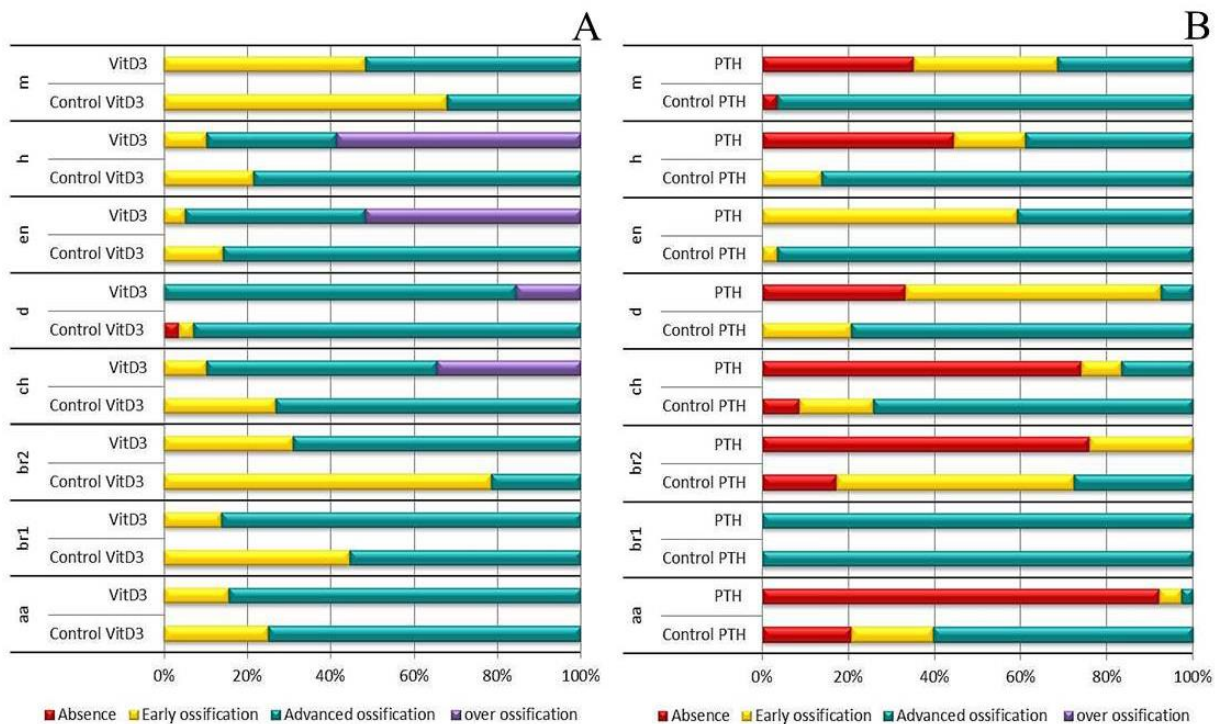 A
m
VitD3
Control VitD3
h
VitD3
Control VitD3
en
VitD3
Control VitD3
d
VitD3
Control VitD3
ch
VitD3
Control VitD3
br2
VitD3
Control VitD3
br1
VitD3
Control VitD3
aa
VitD3
Control VitD3
0% 20% 40% 60% 80% 100%
Absence Early ossification Advanced ossification over ossification
B
m
PTH
Control PTH
h
PTH
Control PTH
en
PTH
Control PTH
d
PTH
Control PTH
ch
PTH
Control PTH
br2
PTH
Control PTH
br1
PTH
Control PTH
aa
PTH
Control PTH
0% 20% 40% 60% 80% 100%
Absence Early ossification Advanced ossification over ossification